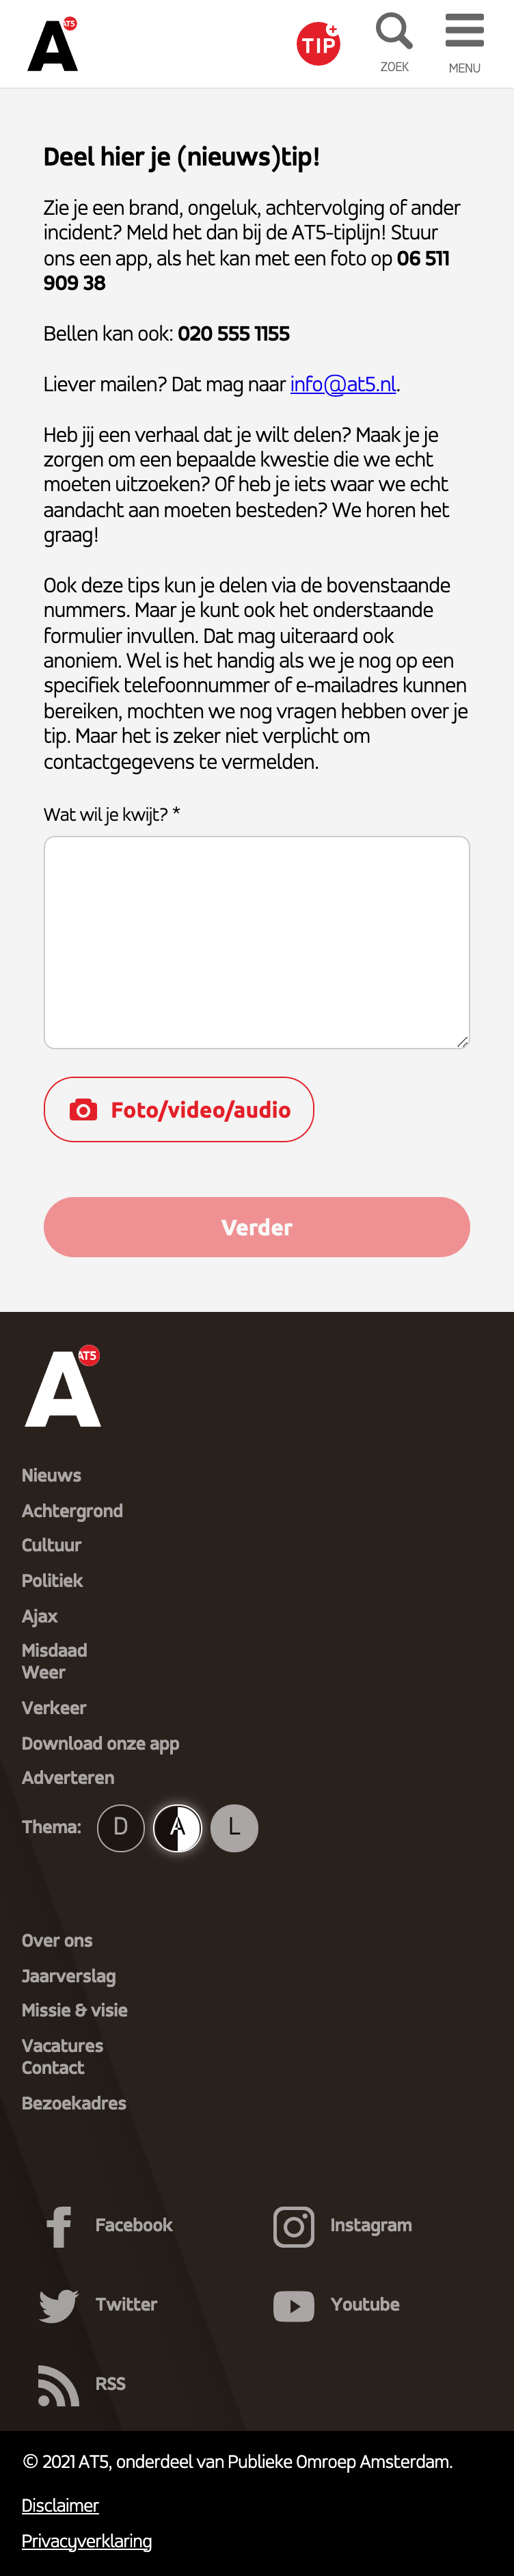 A AT5
TIP +
ZOEK
MENU
Deel hier je (nieuws)tip!
Zie je een brand, ongeluk, achtervolging of ander
incident? Meld het dan bij de AT5-tiplijn! Stuur
ons een app, als het kan met een foto op 06 511
909 38
Bellen kan ook: 020 555 1155
Liever mailen? Dat mag naar info@at5.nl.
Heb jij een verhaal dat je wilt delen? Maak je je
zorgen om een bepaalde kwestie die we echt
moeten uitzoeken? Of heb je iets waar we echt
aandacht aan moeten besteden? We horen het
graag!
Ook deze tips kun je delen via de bovenstaande
nummers. Maar je kunt ook het onderstaande
formulier invullen. Dat mag uiteraard ook
anoniem. Wel is het handig als we je nog op een
specifiek telefoonnummer of e-mailadres kunnen
bereiken, mochten we nog vragen hebben over je
tip. Maar het is zeker niet verplicht om
contactgegevens te vermelden.
Wat wil je kwijt? *
Foto/video/audio
Verder
A AT5
Nieuws
Achtergrond
Cultuur
Politiek
Ajax
Misdaad
Weer
Verkeer
Download onze app
Adverteren
Thema: D A L
Over ons
Jaarverslag
Missie & visie
Vacatures
Contact
Bezoekadres
Facebook
Instagram
Twitter
Youtube
RSS
© 2021 AT5, onderdeel van Publieke Omroep Amsterdam.
Disclaimer
Privacyverklaring